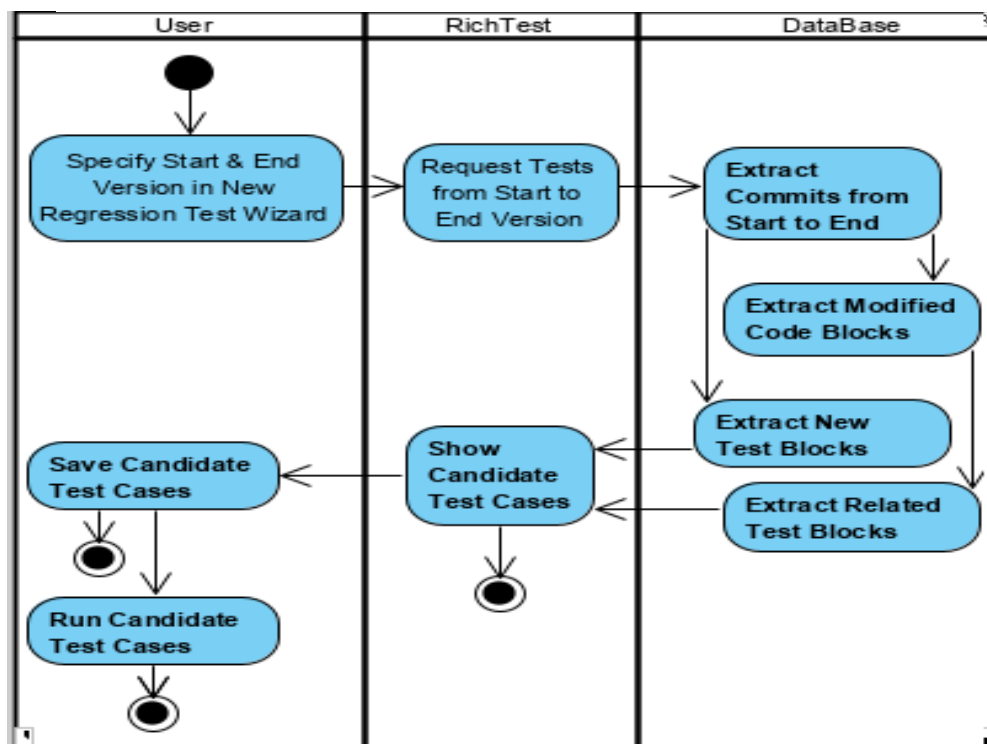 User
RichTest
DataBase
Specify Start & End
Version in New
Regression Test Wizard
Request Tests
from Start to
End Version
Extract
Commits from
Start to End
Extract Modified
Code Blocks
Extract New
Test Blocks
Extract Related
Test Blocks
Show
Candidate
Test Cases
Save Candidate
Test Cases
Run Candidate
Test Cases